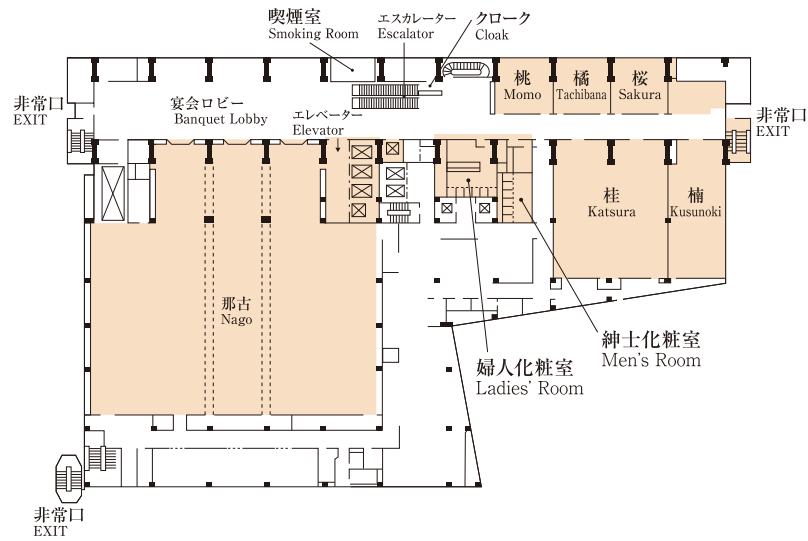 喫煙室
Smoking Room
エスカレーター
Escalator
クローク
Cloak
非常口
EXIT
宴会ロビー
Banquet Lobby
エレベーター
Elevator
桃
Momo
橘
Tachibana
桜
Sakura
非常口
EXIT
桂
Katsura
楠
Kusunoki
那古
Nago
婦人化粧室
Ladies' Room
紳士化粧室
Men's Room
非常口
EXIT